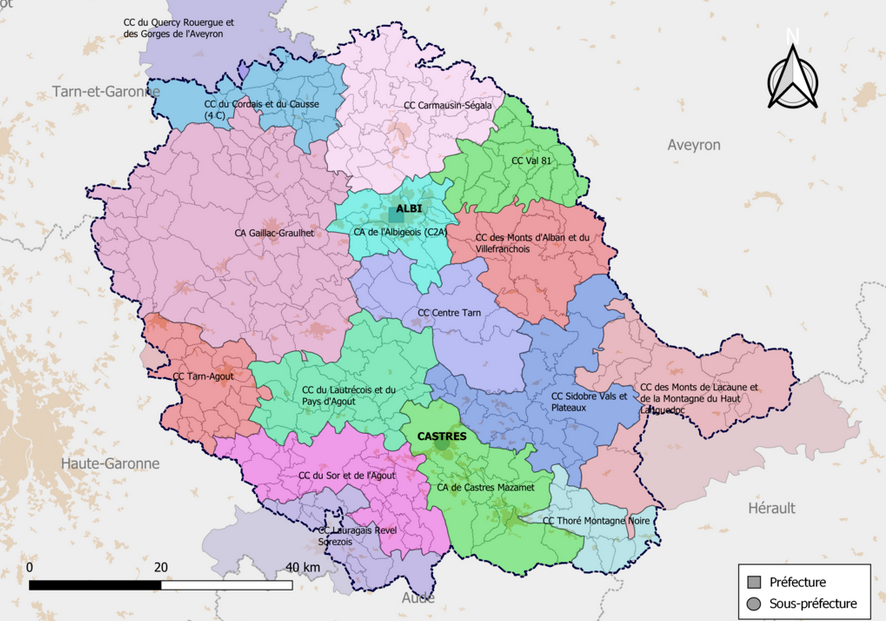 ot
CC du Quercy Rouergue et
des Gorges de l'Aveyron
N
Tarn-et-Garonne
CC du Cordais et du Causse
(4 C)
CC Carmausin-Ségala
Aveyron
CC Val 81
ALBI
CA Gaillac-Graulhet
CA de l'Albigeois (C2A)
CC des Monts d'Alban et du
Villefranchois
CC Centre Tarn
CC Tarn-Agout
CC du Lautrécois et du
Pays d'Agout
CC Sidobre Vals et
Plateaux
CC des Monts de Lacaune et
de la Montagne du Haut
Languedoc
CASTRES
Haute-Garonne
CC du Sor et de l'Agout
CA de Castres Mazamet
Hérault
CC Thoré Montagne Noire
CC Lauragais Revel
Sorezois
0 20 40 km
Aude
Préfecture
Sous-préfecture